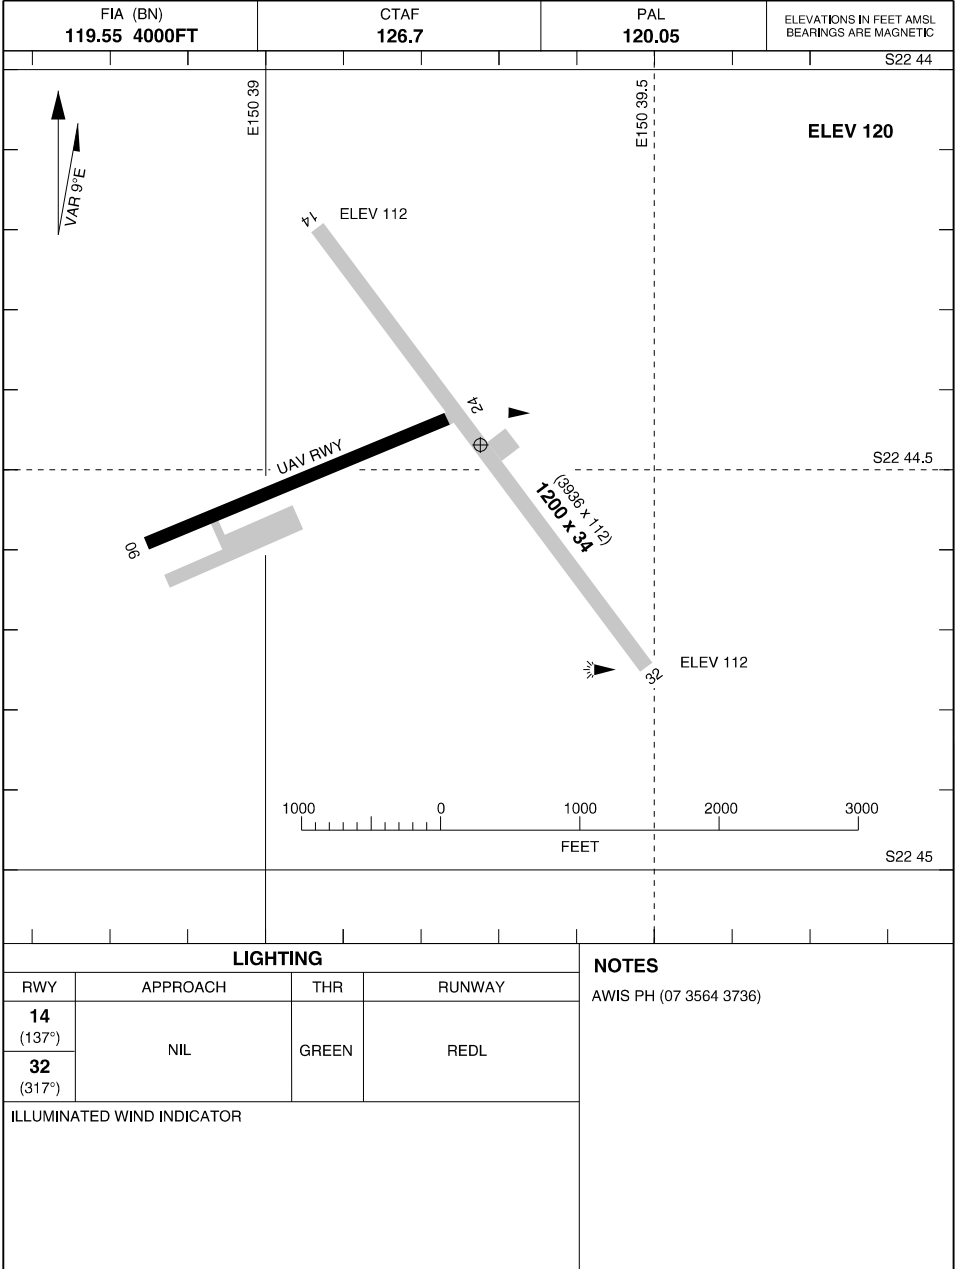 FIA (BN)
119.55 4000FT
CTAF
126.7
PAL
120.05
ELEVATIONS IN FEET AMSL
BEARINGS ARE MAGNETIC
S22 44
E150 39
E150 39.5
VAR 9°E
ELEV 120
14
ELEV 112
24
UAV RWY
S22 44.5
(3936 x 112)
1200 x 34
06
ELEV 112
32
1000
0
1000
2000
3000
FEET
S22 45
LIGHTING
RWY
APPROACH
THR
RUNWAY
14
(137°)
NIL
GREEN
REDL
32
(317°)
ILLUMINATED WIND INDICATOR
NOTES
AWIS PH (07 3564 3736)